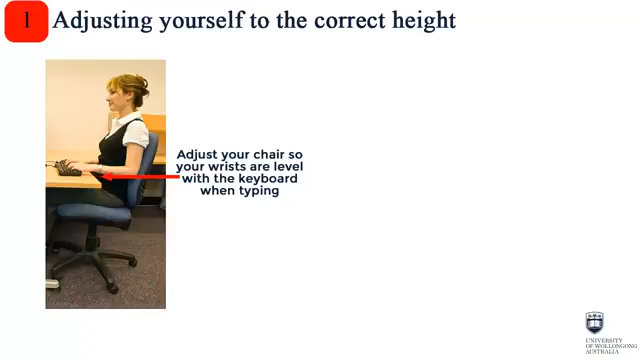 1 Adjusting yourself to the correct height
Adjust your chair so
your wrists are level
with the keyboard
when typing
UNIVERSITY
OF WOLLONGONG
AUSTRALIA